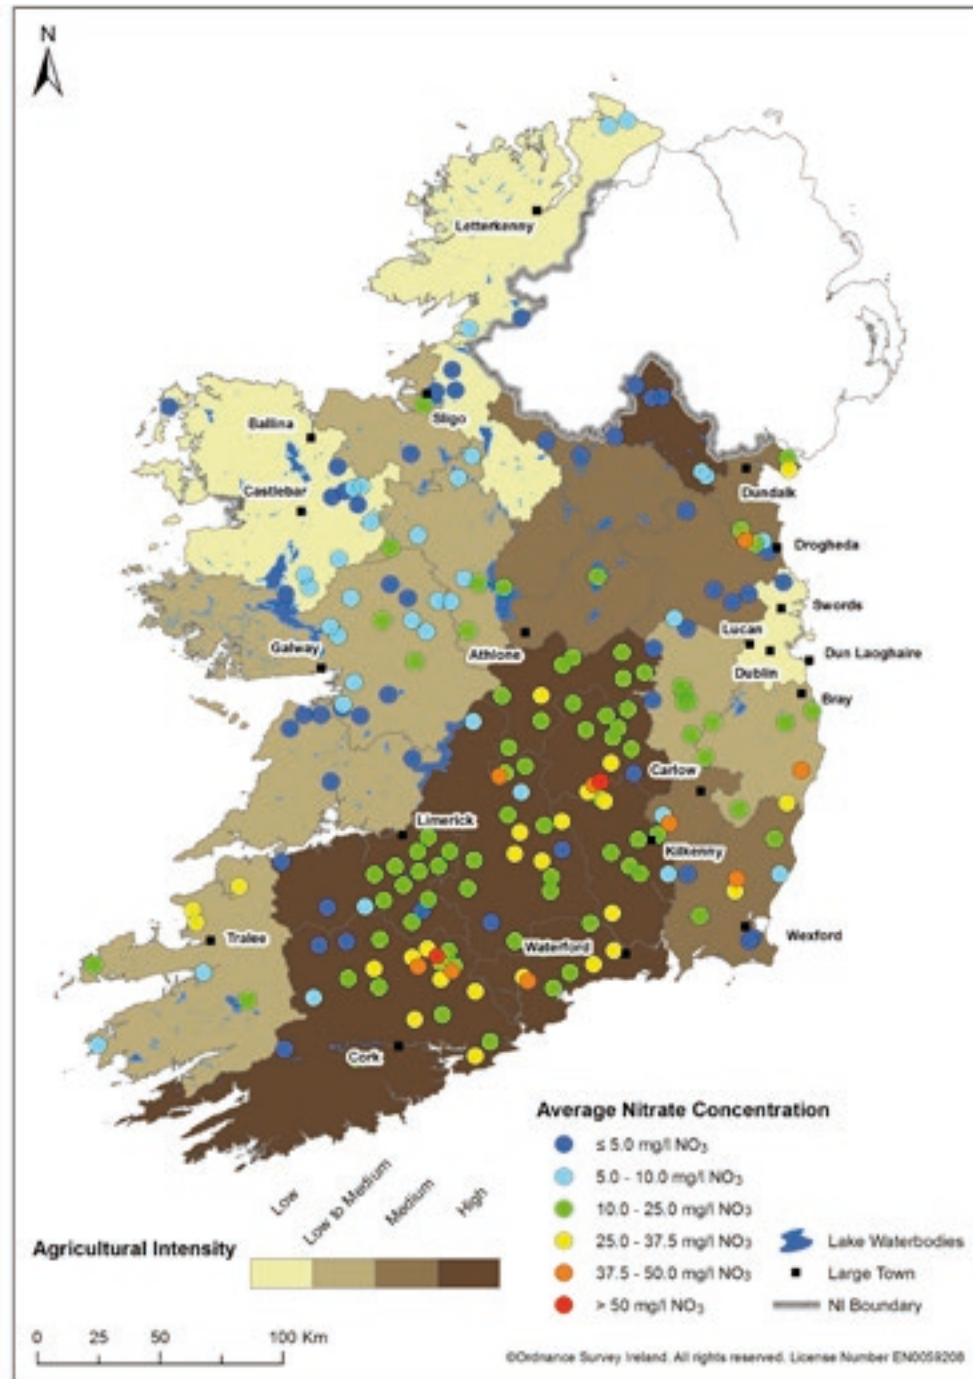 N
Letterkenny
Ballina
Sligo
Castlebar
Dundalk
Drogheda
Swords
Lucan
Galway
Athlone
Dun Laoghaire
Dublin
Bray
Carlow
Limerick
Kilkenny
Tralee
Waterford
Wexford
Cork
Average Nitrate Concentration
≤ 5.0 mg/l NO3
5.0 - 10.0 mg/l NO3
10.0 - 25.0 mg/l NO3
25.0 - 37.5 mg/l NO3
37.5 - 50.0 mg/l NO3
> 50 mg/l NO3
Lake Waterbodies
Large Town
NI Boundary
Low
Low to Medium
Medium
High
Agricultural Intensity
0 25 50 100 Km
©Ordnance Survey Ireland. All rights reserved. License Number EN0059208